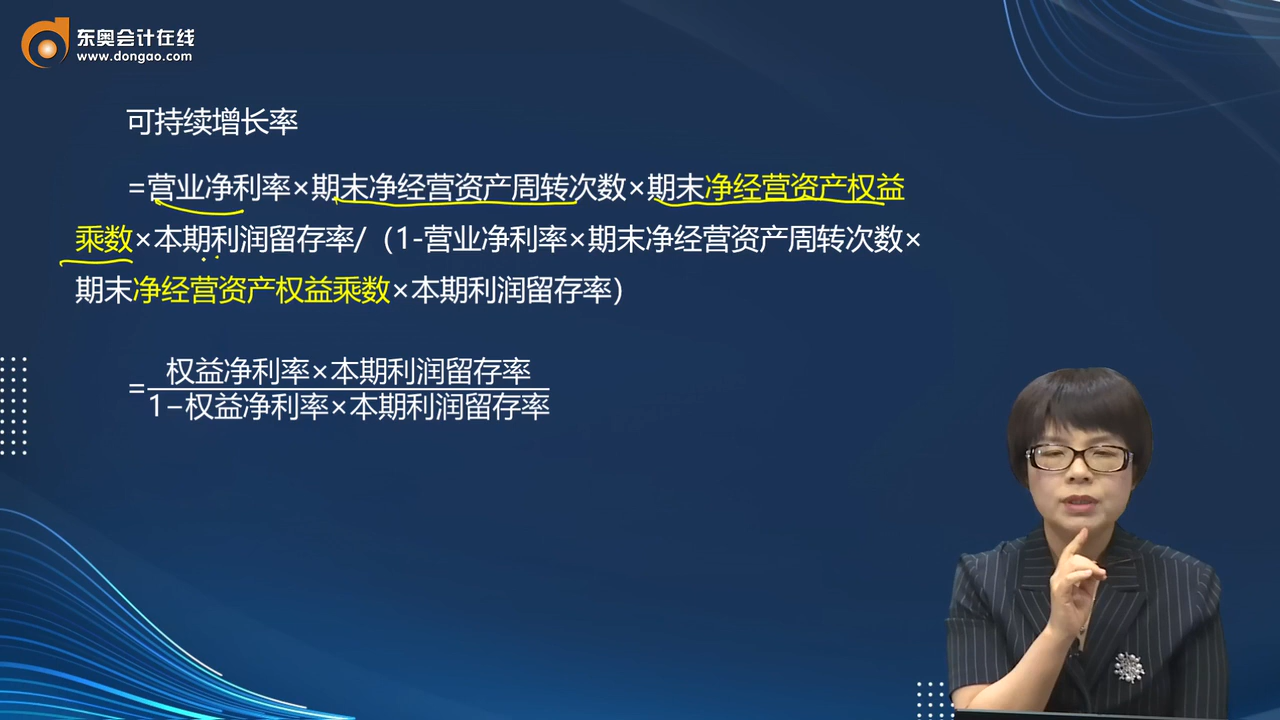 东奥会计在线
www.dongao.com
可持续增长率
=营业净利率×期末净经营资产周转次数×期末净经营资产权益
乘数×本期利润留存率/（1-营业净利率×期末净经营资产周转次数×
期末净经营资产权益乘数×本期利润留存率）
=权益净利率×本期利润留存率
1−权益净利率×本期利润留存率